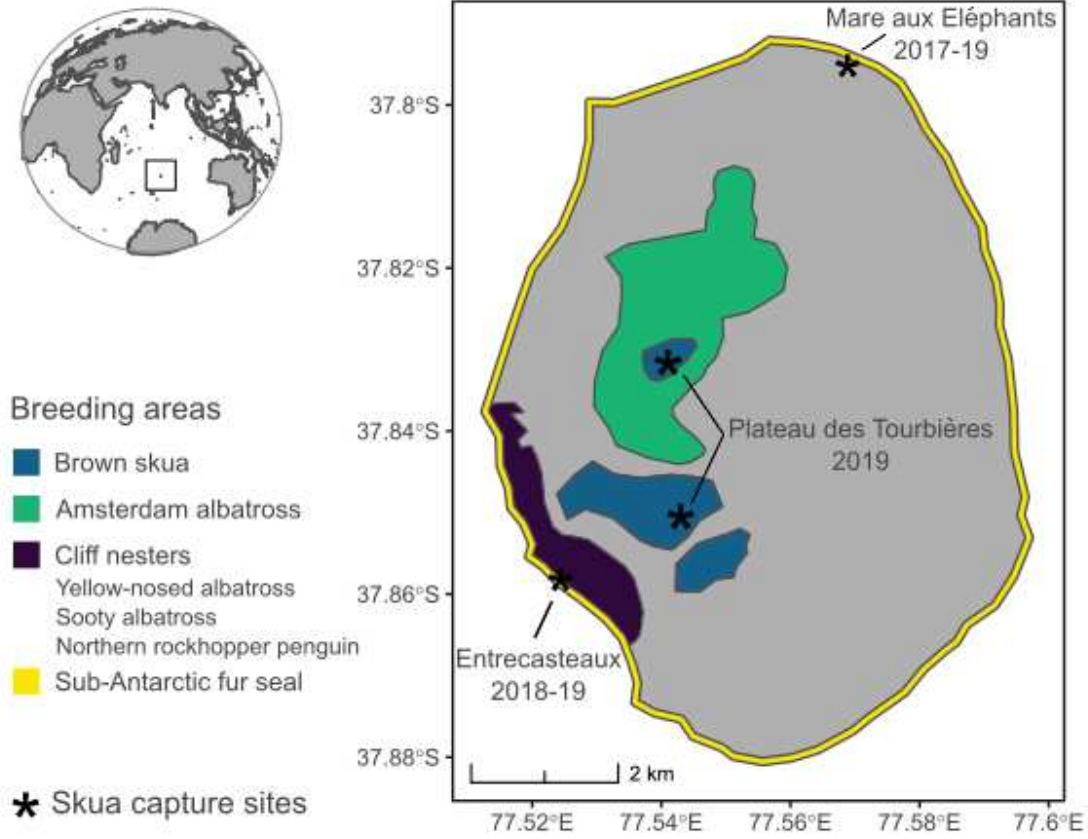 Mare aux Eléphants
2017-19
37.8°S
37.82°S
37.84°S
37.86°S
37.88°S
Plateau des Tourbières
2019
Entrecasteaux
2018-19
2 km
77.52°E
77.54°E
77.56°E
77.58°E
77.6°E
Breeding areas
Brown skua
Amsterdam albatross
Cliff nesters
Yellow-nosed albatross
Sooty albatross
Northern rockhopper penguin
Sub-Antarctic fur seal
* Skua capture sites